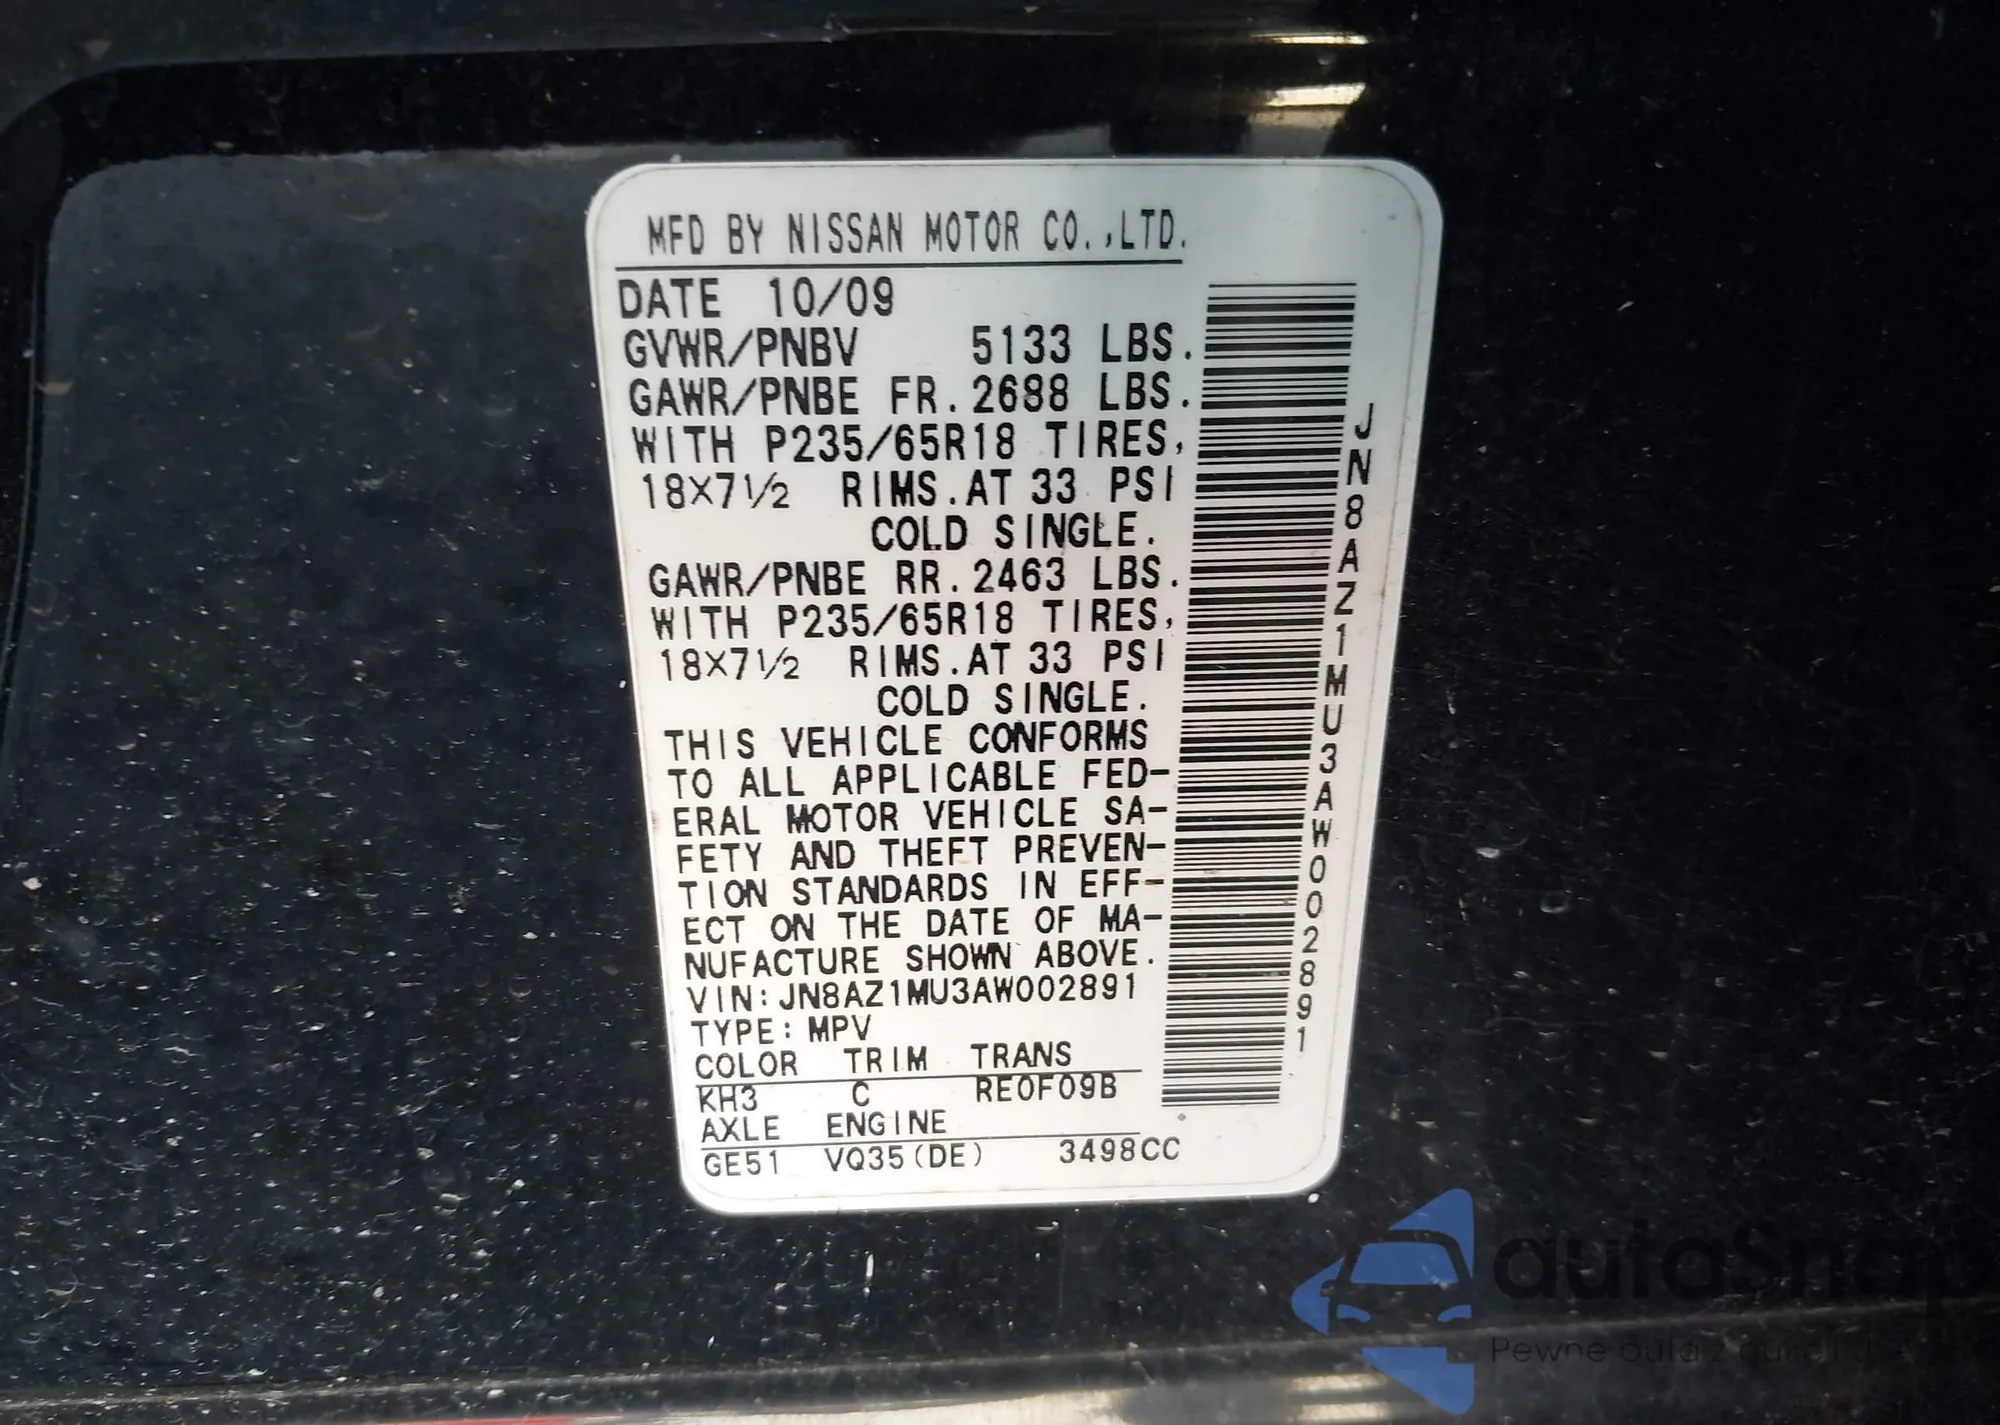 MFD BY NISSAN MOTOR CO.,LTD.
DATE 10/09
GVWR/PNBV 5133 LBS.
GAWR/PNBE FR. 2688 LBS.
WITH P235/65R18 TIRES,
18×7½ RIMS. AT 33 PSI
COLD SINGLE.
GAWR/PNBE RR. 2463 LBS.
WITH P235/65R18 TIRES,
18×7½ RIMS. AT 33 PSI
COLD SINGLE.
THIS VEHICLE CONFORMS
TO ALL APPLICABLE FED-
ERAL MOTOR VEHICLE SA-
FETY AND THEFT PREVEN-
TION STANDARDS IN EFF-
ECT ON THE DATE OF MA-
NUFACTURE SHOWN ABOVE.
VIN: JN8AZ1MU3AW002891
TYPE: MPV
COLOR TRIM TRANS
KH3 C RE0F09B
AXLE ENGINE
GE51 VQ35(DE) 3498CC
JN8AZ1MU3AW002891
autaSnap
Pewne auta z